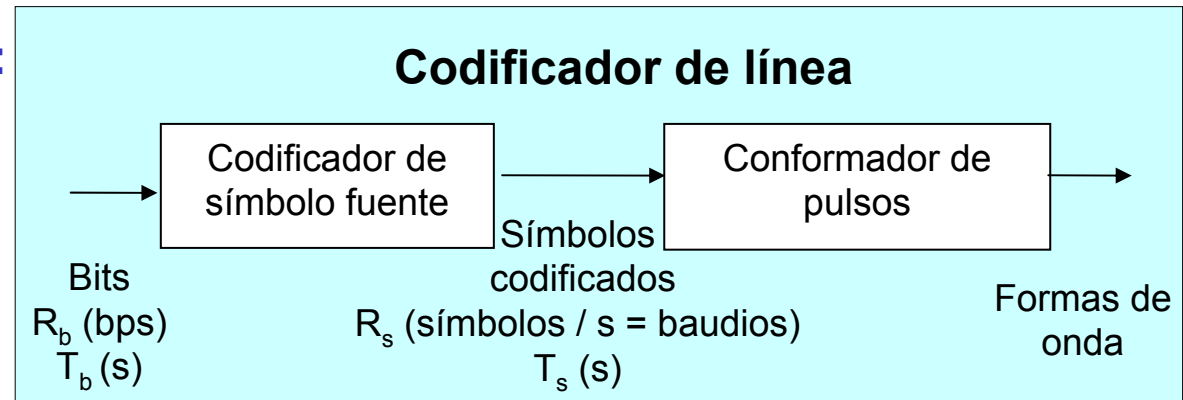 :
Codificador de línea
Codificador de
símbolo fuente
Conformador de
pulsos
Bits
R_b (bps)
T_b (s)
Símbolos
codificados
R_s (símbolos / s = baudios)
T_s (s)
Formas de
onda